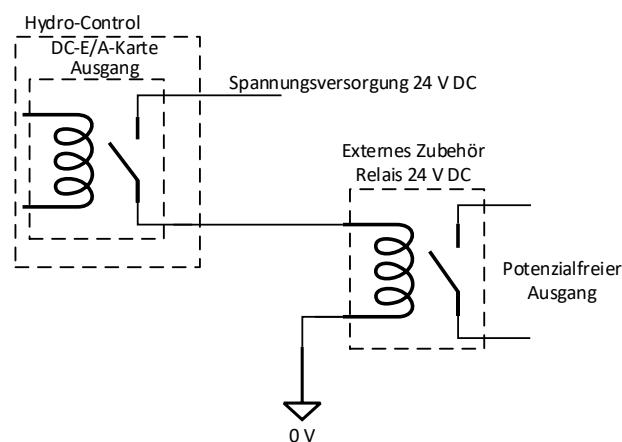 Hydro-Control
DC-E/A-Karte
Ausgang
Spannungsversorgung 24 V DC
Externes Zubehör
Relais 24 V DC
Potenzialfreier
Ausgang
0 V